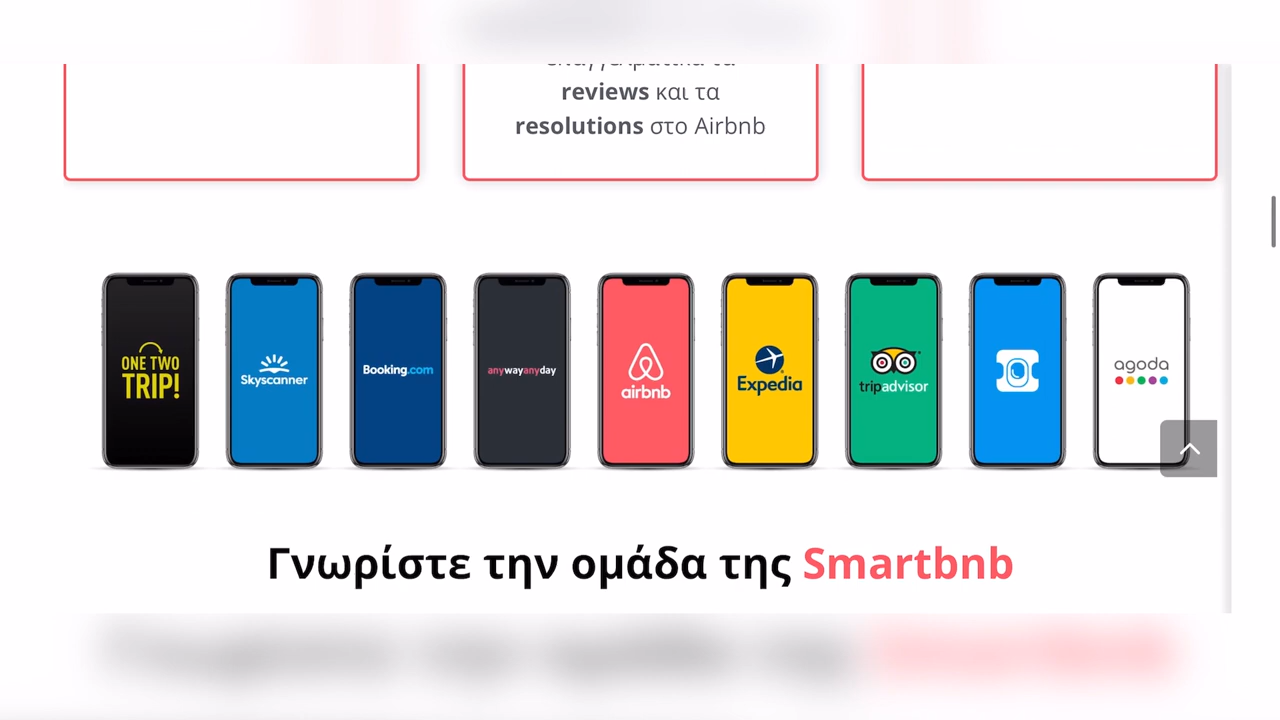 reviews και τα
resolutions στο Airbnb
ONE TWO
TRIP!
Skyscanner
Booking.com
anywayanyday
airbnb
Expedia
tripadvisor
agoda
Γνωρίστε την ομάδα της Smartbnb